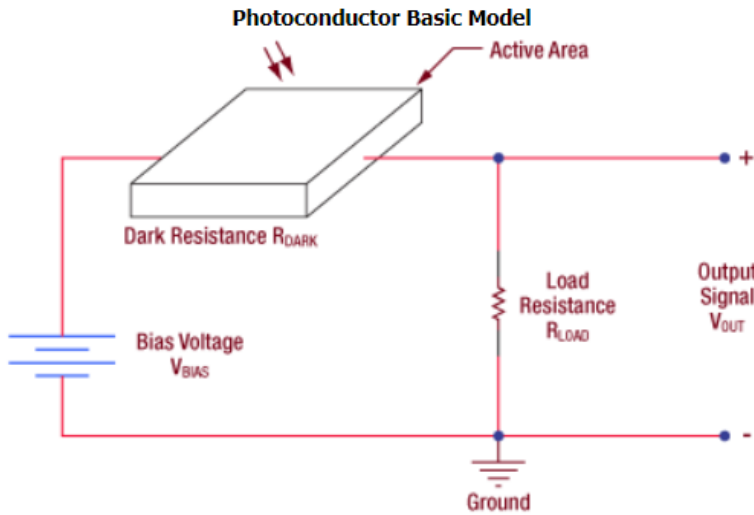 Photoconductor Basic Model
Active Area
+
Dark Resistance RDARK
Load
Resistance
RLOAD
Output
Signal
VOUT
Bias Voltage
VBIAS
-
Ground